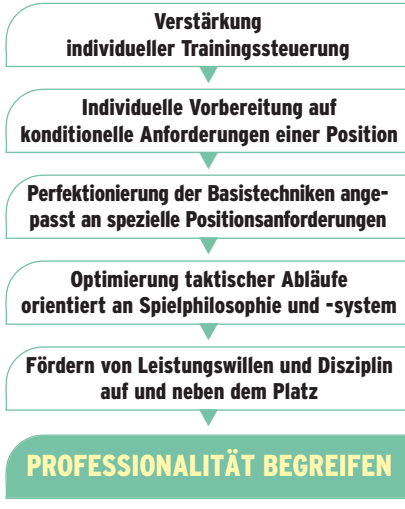 Verstärkung
individueller Trainingssteuerung
Individuelle Vorbereitung auf
konditionelle Anforderungen einer Position
Perfektionierung der Basistechniken ange-
passt an spezielle Positionsanforderungen
Optimierung taktischer Abläufe
orientiert an Spielphilosophie und -system
Fördern von Leistungswillen und Disziplin
auf und neben dem Platz
PROFESSIONALITÄT BEGREIFEN